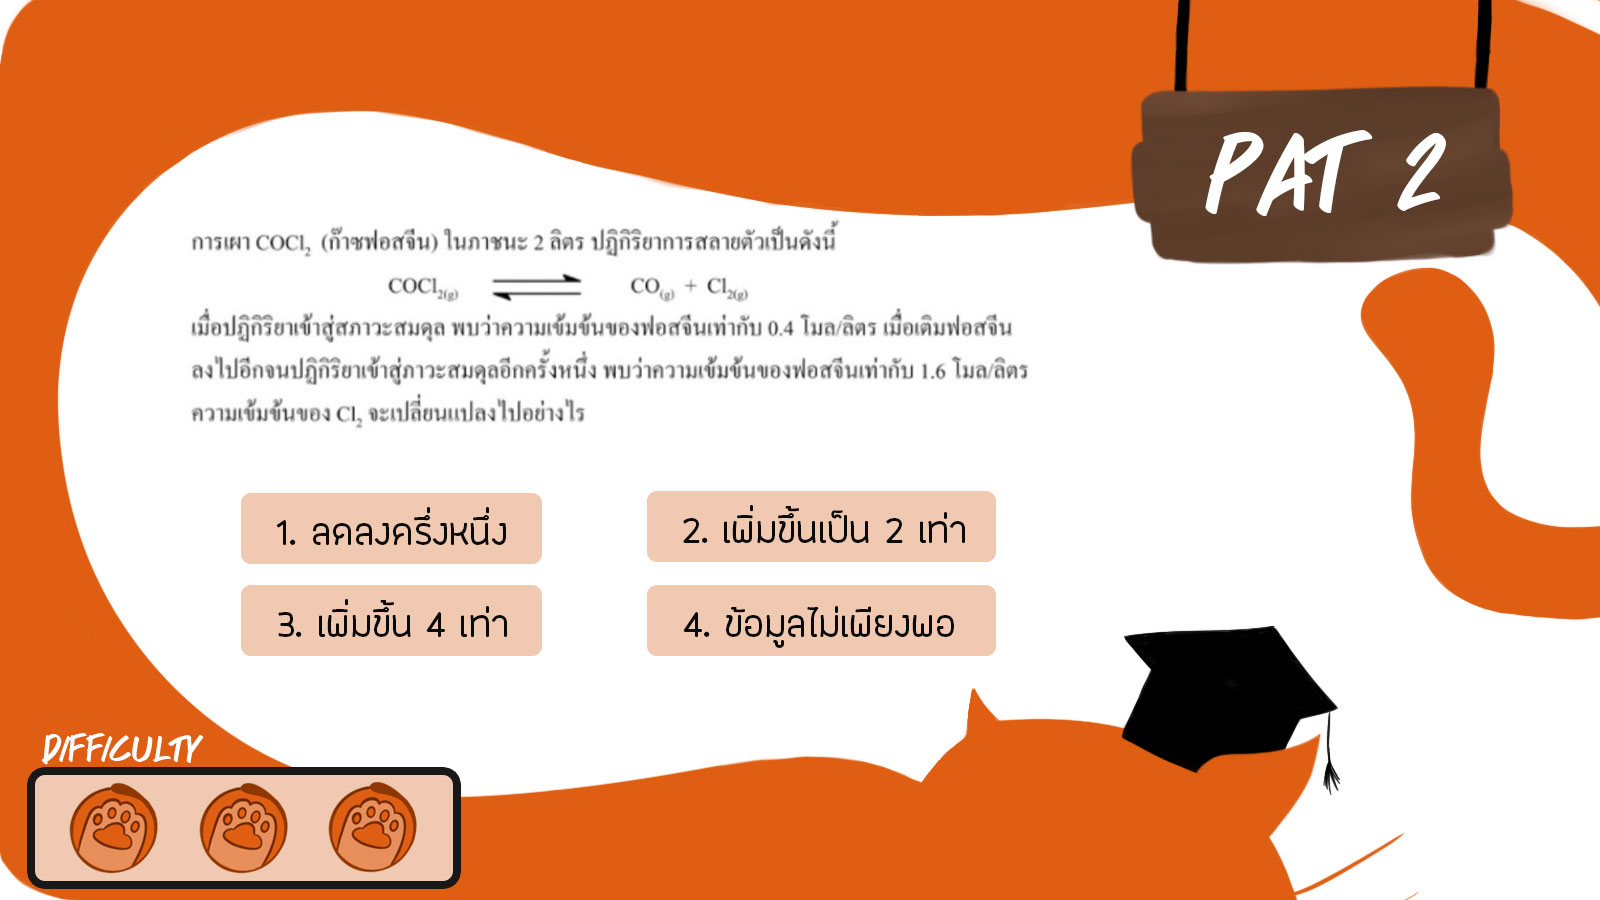 PAT 2
การเผา COCl₂ (ก๊าซฟอสจีน) ในภาชนะ 2 ลิตร ปฏิกิริยาการสลายตัวเป็นดังนี้
COCl₂(g) ⇌ CO(g) + Cl₂(g)
เมื่อปฏิกิริยาเข้าสู่สภาวะสมดุล พบว่าความเข้มข้นของฟอสจีนเท่ากับ 0.4 โมล/ลิตร เมื่อเติมฟอสจีน
ลงไปอีกจนปฏิกิริยาเข้าสู่ภาวะสมดุลอีกครั้งหนึ่ง พบว่าความเข้มข้นของฟอสจีนเท่ากับ 1.6 โมล/ลิตร
ความเข้มข้นของ Cl₂ จะเปลี่ยนแปลงไปอย่างไร
1. ลดลงครึ่งหนึ่ง
2. เพิ่มขึ้นเป็น 2 เท่า
3. เพิ่มขึ้น 4 เท่า
4. ข้อมูลไม่เพียงพอ
DIFFICULTY